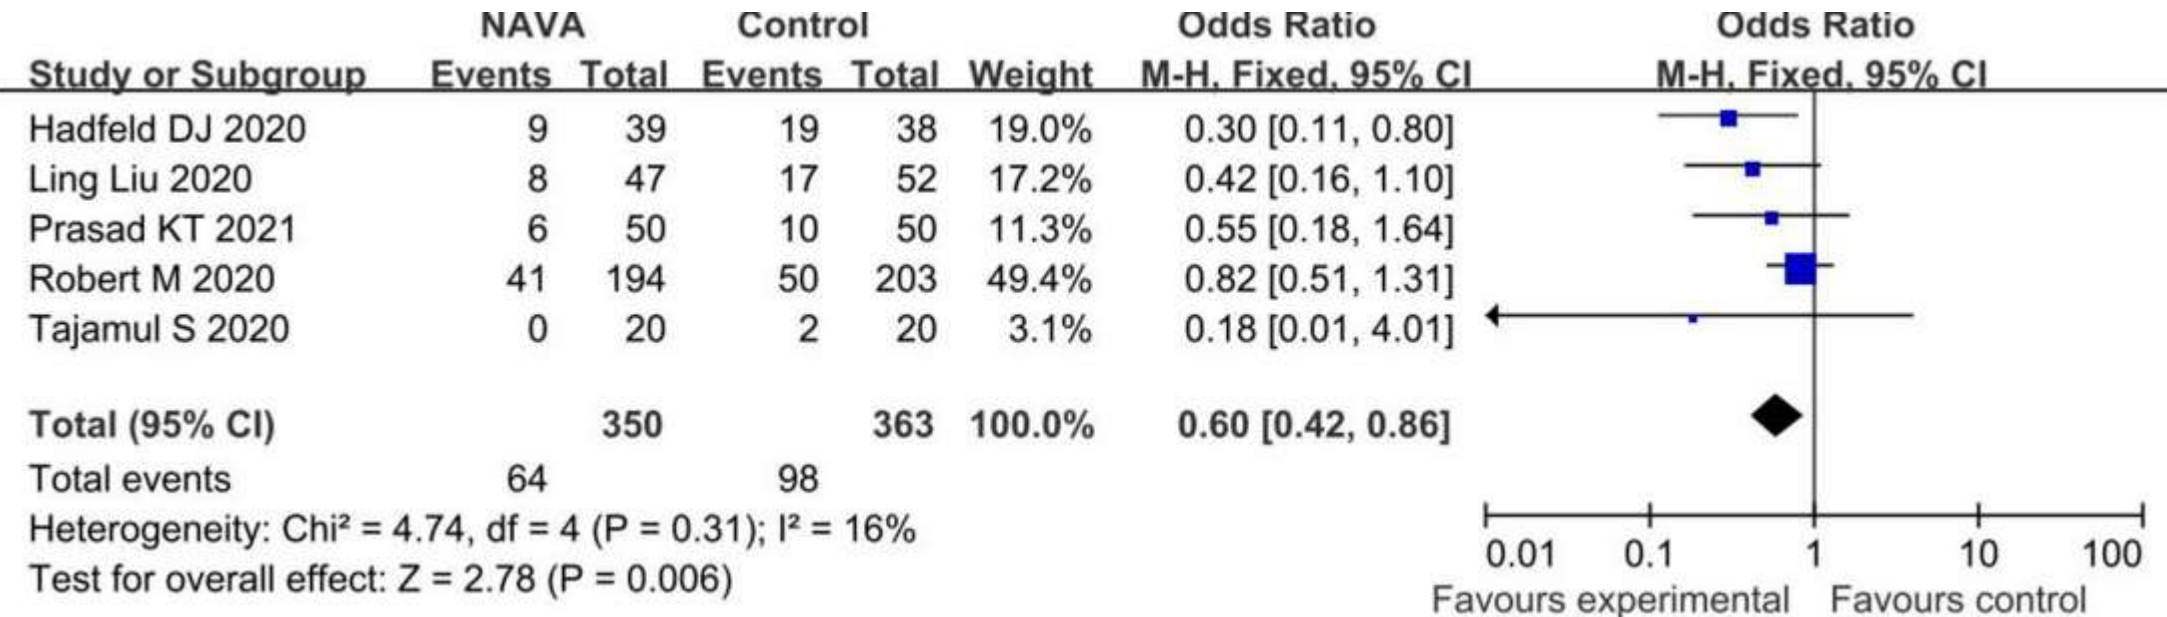 NAVA Control Odds Ratio Odds Ratio
Study or Subgroup Events Total Events Total Weight M-H, Fixed, 95% CI M-H, Fixed, 95% CI
Hadfeld DJ 2020 9 39 19 38 19.0% 0.30 [0.11, 0.80]
Ling Liu 2020 8 47 17 52 17.2% 0.42 [0.16, 1.10]
Prasad KT 2021 6 50 10 50 11.3% 0.55 [0.18, 1.64]
Robert M 2020 41 194 50 203 49.4% 0.82 [0.51, 1.31]
Tajamul S 2020 0 20 2 20 3.1% 0.18 [0.01, 4.01]
Total (95% CI) 350 363 100.0% 0.60 [0.42, 0.86]
Total events 64 98
Heterogeneity: Chi² = 4.74, df = 4 (P = 0.31); I² = 16%
Test for overall effect: Z = 2.78 (P = 0.006)
0.01 0.1 1 10 100
Favours experimental Favours control